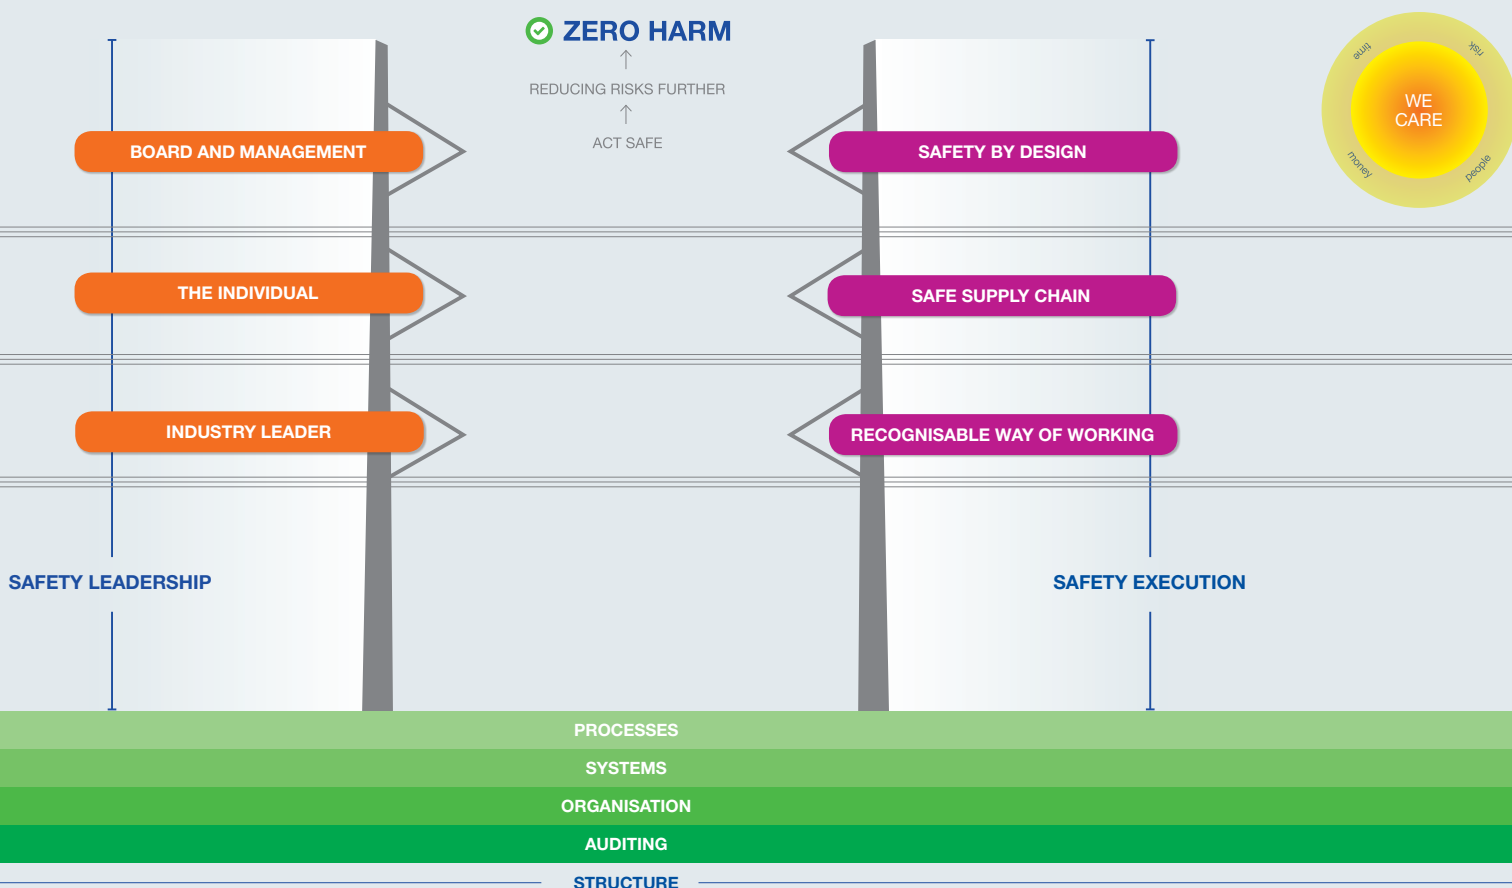 ZERO HARM
REDUCING RISKS FURTHER
ACT SAFE
time
risk
WE
CARE
money
people
BOARD AND MANAGEMENT
SAFETY BY DESIGN
THE INDIVIDUAL
SAFE SUPPLY CHAIN
INDUSTRY LEADER
RECOGNISABLE WAY OF WORKING
SAFETY LEADERSHIP
SAFETY EXECUTION
PROCESSES
SYSTEMS
ORGANISATION
AUDITING
STRUCTURE